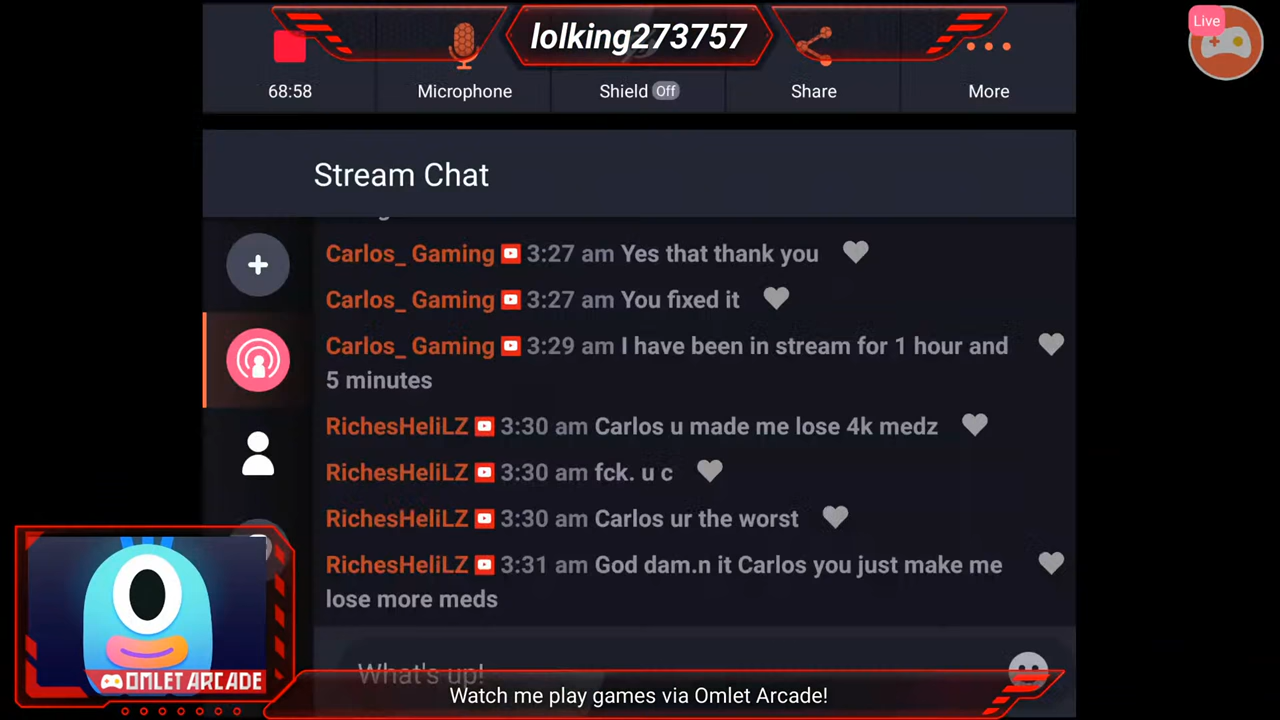 lolking273757
Live
68:58
Microphone
Shield Off
Share
More
Stream Chat
Carlos_ Gaming 3:27 am Yes that thank you
Carlos_ Gaming 3:27 am You fixed it
Carlos_ Gaming 3:29 am I have been in stream for 1 hour and
5 minutes
RichesHeliLZ 3:30 am Carlos u made me lose 4k medz
RichesHeliLZ 3:30 am fck. u c
RichesHeliLZ 3:30 am Carlos ur the worst
RichesHeliLZ 3:31 am God dam.n it Carlos you just make me
lose more meds
What's up!
OMLET ARCADE
Watch me play games via Omlet Arcade!